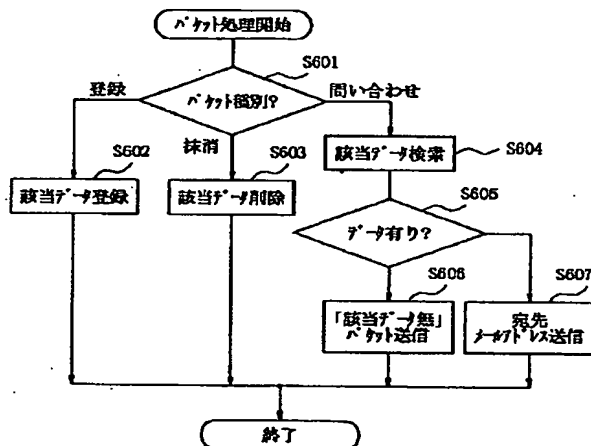 パケット処理開始
S601
登録
パケット種別?
問い合わせ
抹消
S602
S603
S604
該当データ検索
該当データ登録
該当データ削除
S605
データ有り?
S606
S607
「該当データ無」
パケット送信
宛先
メールアドレス送信
終了